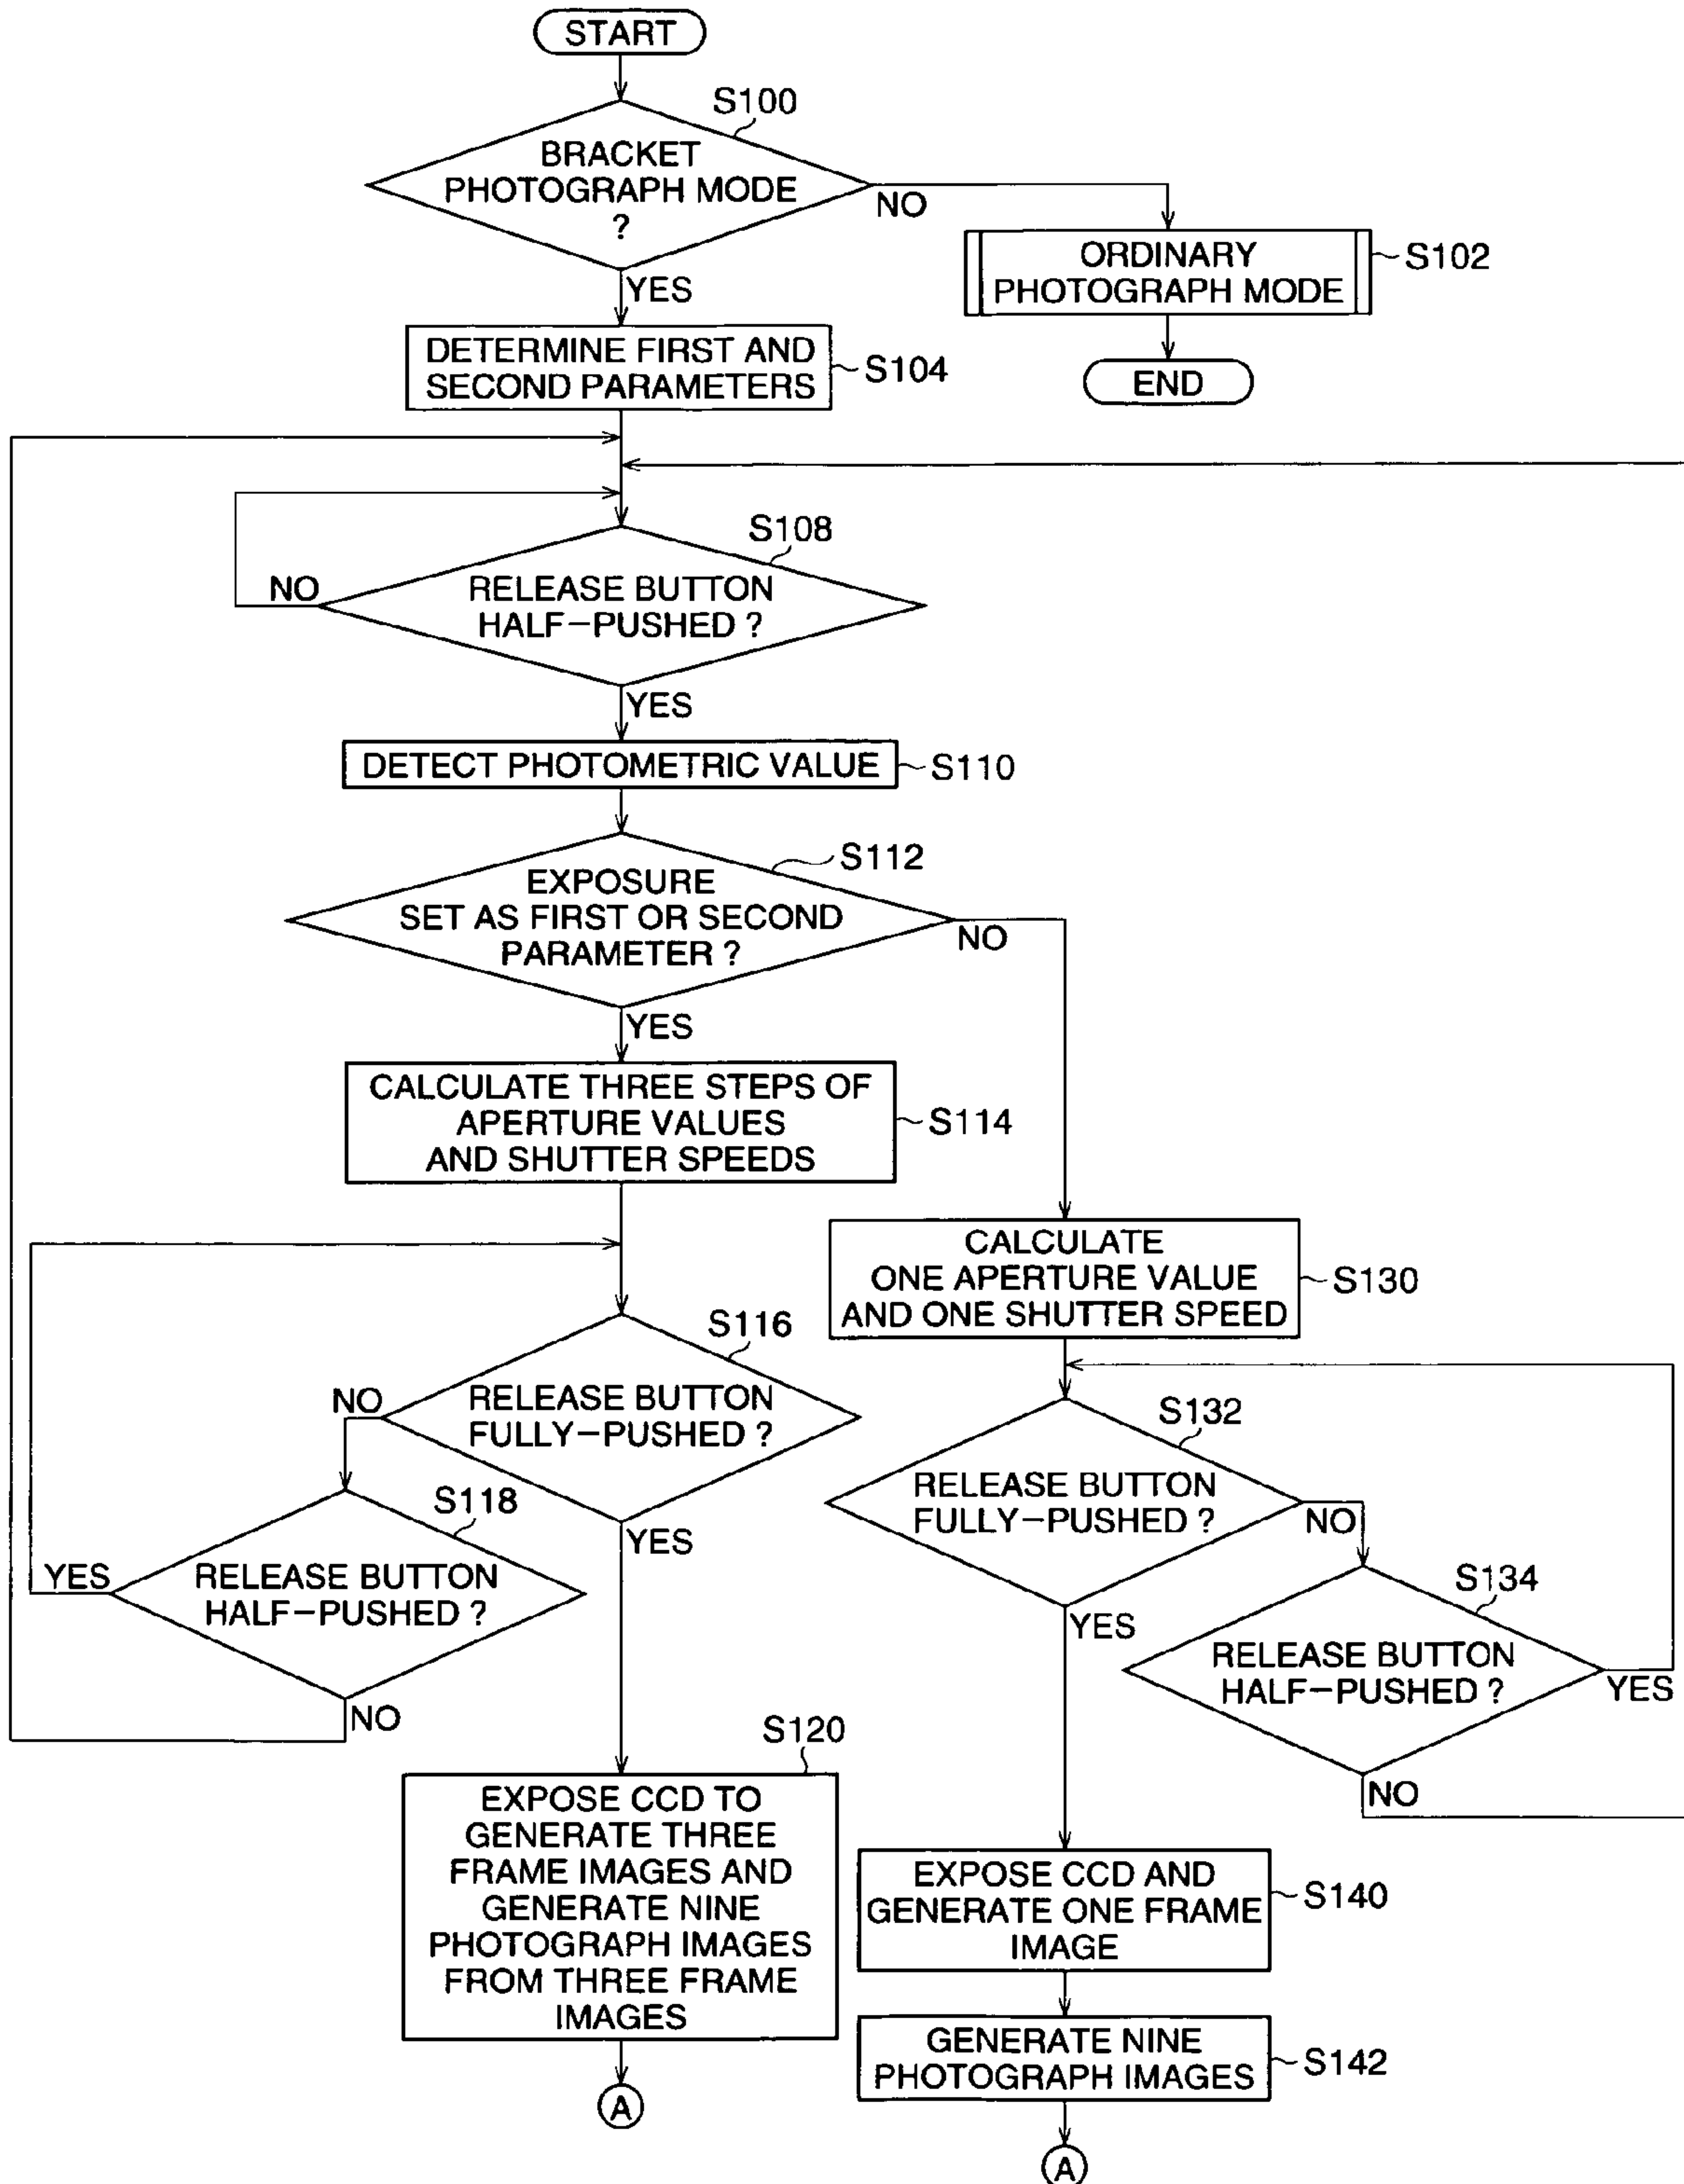 START
S100
BRACKET
PHOTOGRAPH MODE
?
NO
YES
ORDINARY
PHOTOGRAPH MODE
S102
END
DETERMINE FIRST AND
SECOND PARAMETERS
S104
S108
RELEASE BUTTON
HALF-PUSHED ?
NO
YES
DETECT PHOTOMETRIC VALUE
S110
S112
EXPOSURE
SET AS FIRST OR SECOND
PARAMETER ?
NO
YES
CALCULATE THREE STEPS OF
APERTURE VALUES
AND SHUTTER SPEEDS
S114
S116
RELEASE BUTTON
FULLY-PUSHED ?
NO
YES
S118
RELEASE BUTTON
HALF-PUSHED ?
YES
NO
S120
EXPOSE CCD TO
GENERATE THREE
FRAME IMAGES AND
GENERATE NINE
PHOTOGRAPH IMAGES
FROM THREE FRAME
IMAGES
A
CALCULATE
ONE APERTURE VALUE
AND ONE SHUTTER SPEED
S130
S132
RELEASE BUTTON
FULLY-PUSHED ?
NO
YES
S134
RELEASE BUTTON
HALF-PUSHED ?
YES
NO
EXPOSE CCD AND
GENERATE ONE FRAME
IMAGE
S140
GENERATE NINE
PHOTOGRAPH IMAGES
S142
A